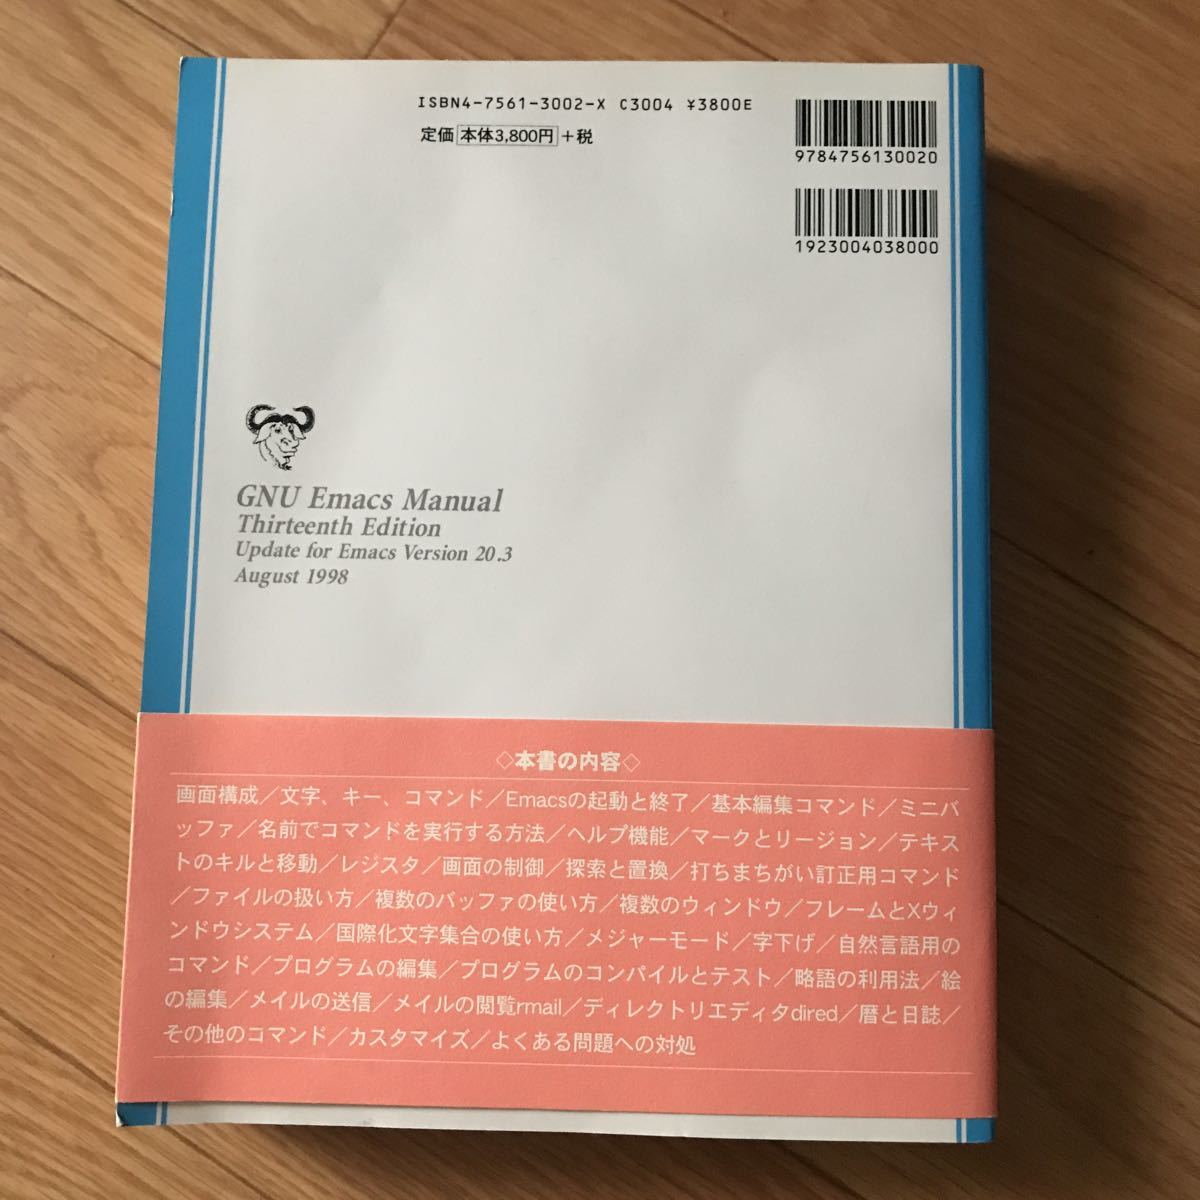 ISBN4-7561-3002-X C3004 ¥3800E
定価 本体3,800円 +税
9784756130020
1923004038000
GNU Emacs Manual
Thirteenth Edition
Update for Emacs Version 20.3
August 1998
◇本書の内容◇
画面構成／文字、キー、コマンド／Emacsの起動と終了／基本編集コマンド／ミニバ
ッファ／名前でコマンドを実行する方法／ヘルプ機能／マークとリージョン／テキス
トのキルと移動／レジスタ／画面の制御／探索と置換／打ちまちがい訂正用コマンド
／ファイルの扱い方／複数のバッファの使い方／複数のウィンドウ／フレームとXウィ
ンドウシステム／国際化文字集合の使い方／メジャーモード／字下げ／自然言語用の
コマンド／プログラムの編集／プログラムのコンパイルとテスト／略語の利用法／絵
の編集／メイルの送信／メイルの閲覧rmail／ディレクトリエディタdired／暦と日誌／
その他のコマンド／カスタマイズ／よくある問題への対処